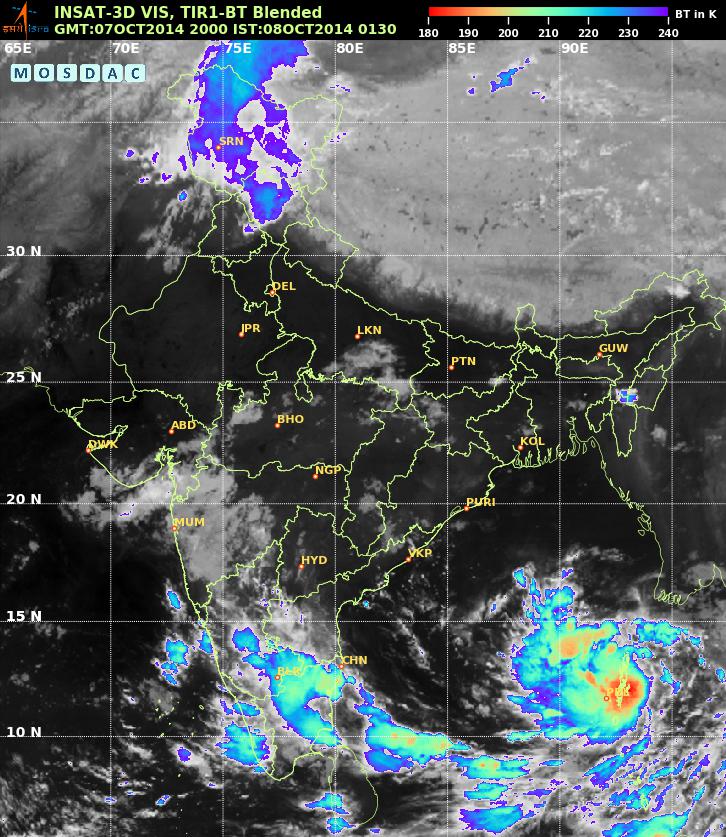 INSAT-3D VIS, TIR1-BT Blended
GMT:07OCT2014 2000 IST:08OCT2014 0130
BT in K
180 190 200 210 220 230 240
65E 70E 75E 80E 85E 90E
MOSDAC
SRN
30 N
DEL
JPR
LKN
GUW
PTN
25 N
ABD
BHO
DWK
KOL
NGP
20 N
PURI
MUM
VKP
HYD
15 N
CHN
BLR
PBR
10 N